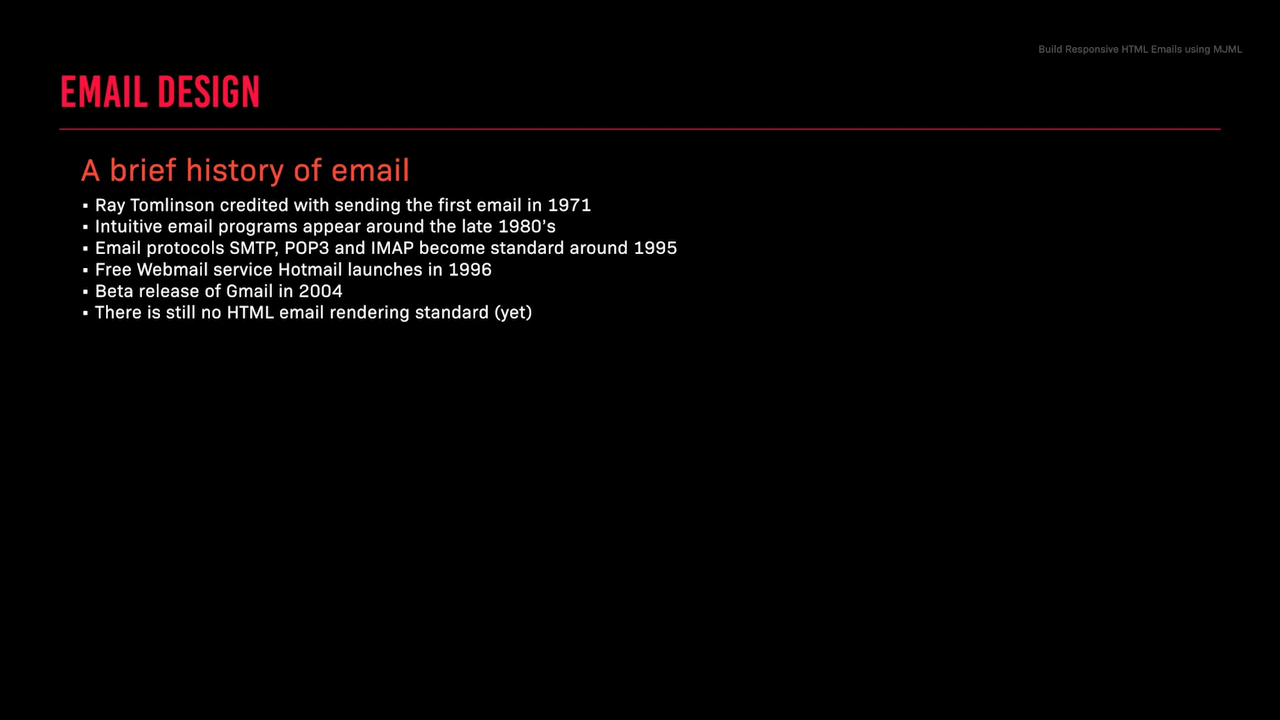 Build Responsive HTML Emails using MJML
EMAIL DESIGN
A brief history of email
▪ Ray Tomlinson credited with sending the first email in 1971
▪ Intuitive email programs appear around the late 1980’s
▪ Email protocols SMTP, POP3 and IMAP become standard around 1995
▪ Free Webmail service Hotmail launches in 1996
▪ Beta release of Gmail in 2004
▪ There is still no HTML email rendering standard (yet)